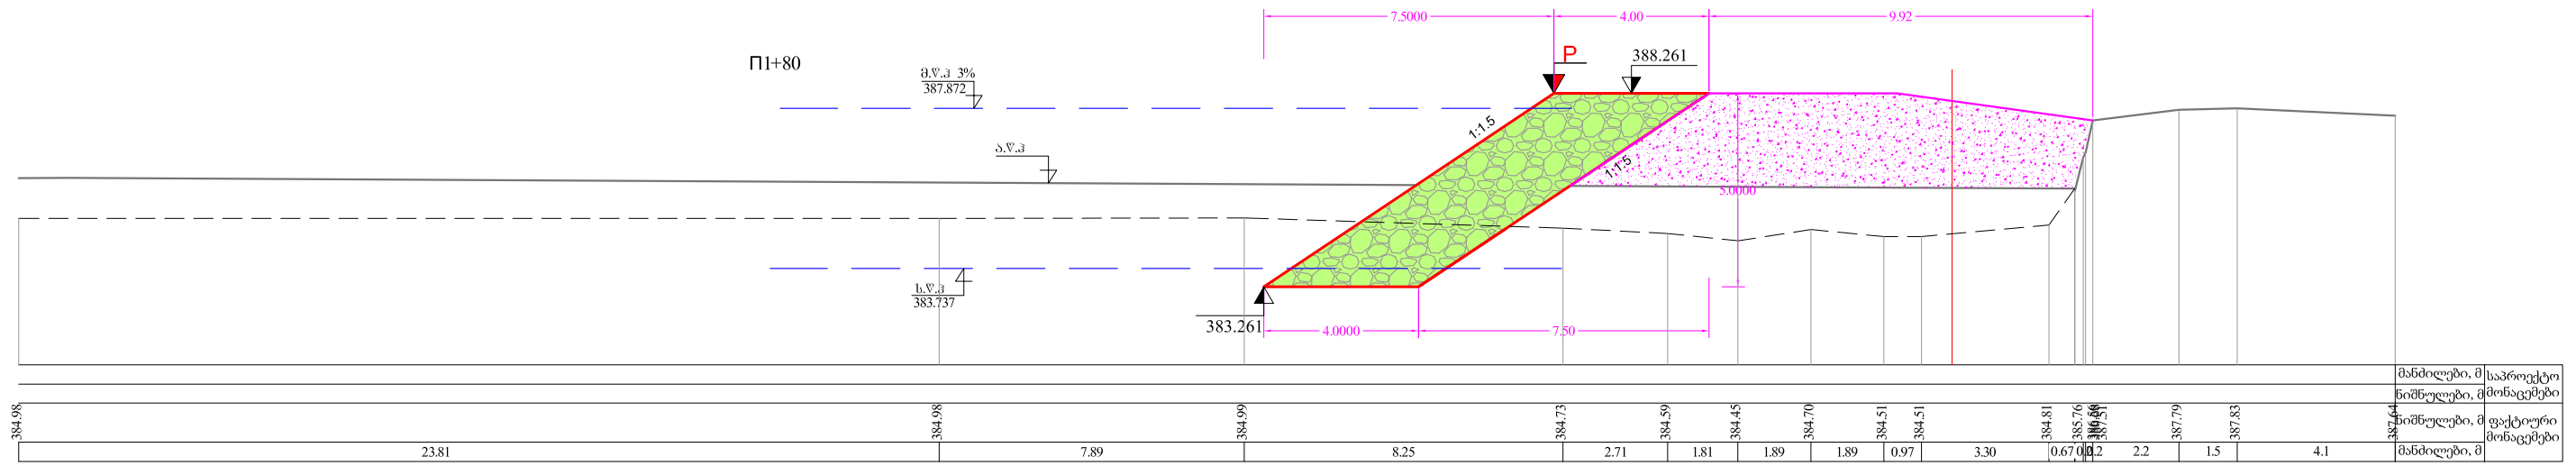 7.5000 4.00 9.92
Р
388.261
П1+80
მ.წ.ჰ 3%
387.872
1:1.5
ა.წ.ჰ
1:1.5
5.0000
ს.წ.ჰ
383.737
383.261
4.0000 7.50
მანძილები, მ საპროექტო
ნიშნულები, მ მონაცემები
384.98 384.98 384.99 384.73 384.59 384.45 384.70 384.51 384.51 384.81 385.76 387.51 387.79 387.83 387.64
ნიშნულები, მ ფაქტიური
მონაცემები
23.81 7.89 8.25 2.71 1.81 1.89 1.89 0.97 3.30 0.67 2.2 1.5 4.1 მანძილები, მ